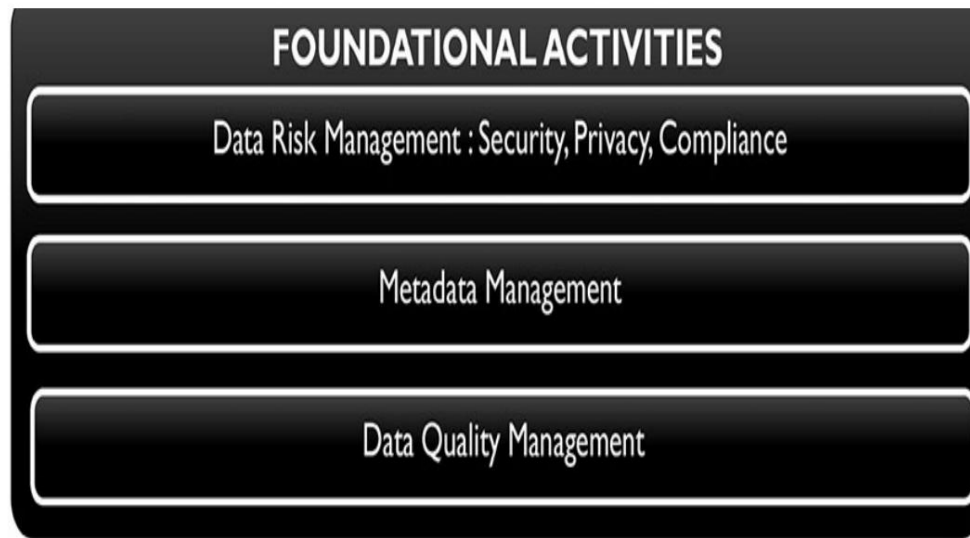 FOUNDATIONAL ACTIVITIES
Data Risk Management : Security, Privacy, Compliance
Metadata Management
Data Quality Management